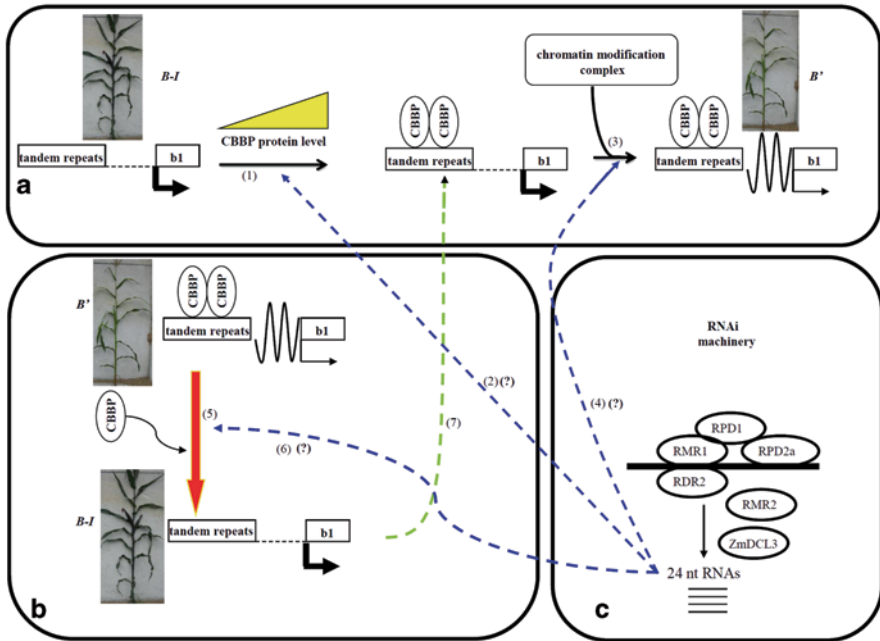 B-I
CBBP protein level
(1)
tandem repeats
b1
CBBP
CBBP
tandem repeats
b1
chromatin modification
complex
(3)
CBBP
CBBP
tandem repeats
b1
B'
a
B'
CBBP
CBBP
tandem repeats
b1
CBBP
(5)
(6) (?)
(7)
(2)(?)
B-I
tandem repeats
b1
b
RNAi
machinery
(4)(?)
RPD1
RMR1
RPD2a
RDR2
RMR2
ZmDCL3
24 nt RNAs
c